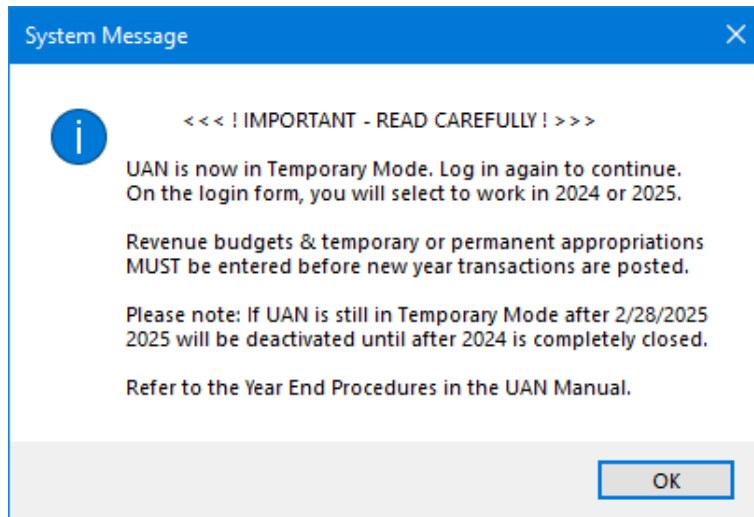 System Message
< < < ! IMPORTANT - READ CAREFULLY ! > > >
UAN is now in Temporary Mode. Log in again to continue.
On the login form, you will select to work in 2024 or 2025.
Revenue budgets & temporary or permanent appropriations
MUST be entered before new year transactions are posted.
Please note: If UAN is still in Temporary Mode after 2/28/2025
2025 will be deactivated until after 2024 is completely closed.
Refer to the Year End Procedures in the UAN Manual.
OK